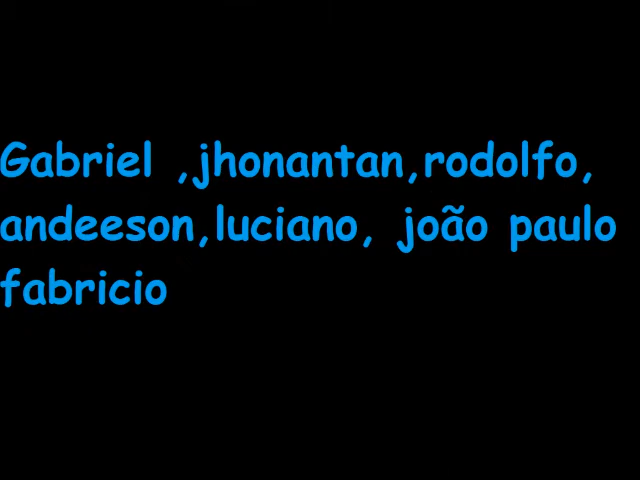 Gabriel ,jhonantan,rodolfo,
andeeson,luciano, joão paulo
fabricio